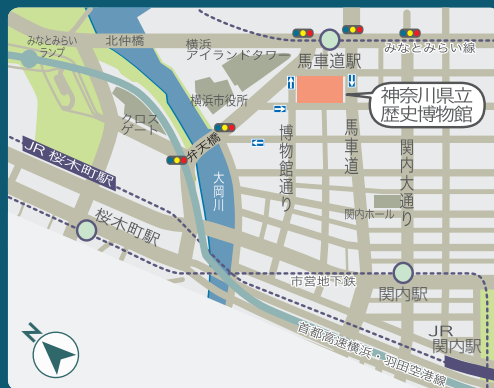 みなとみらい
ランプ
北仲橋
横浜
アイランドタワー
みなとみらい線
馬車道駅
横浜市役所
神奈川県立
歴史博物館
クロス
ゲート
弁天橋
博物館通り
馬車道
関内大通り
JR 桜木町駅
大岡川
関内ホール
桜木町駅
市営地下鉄
関内駅
首都高速横浜・羽田空港線
JR
関内駅
N